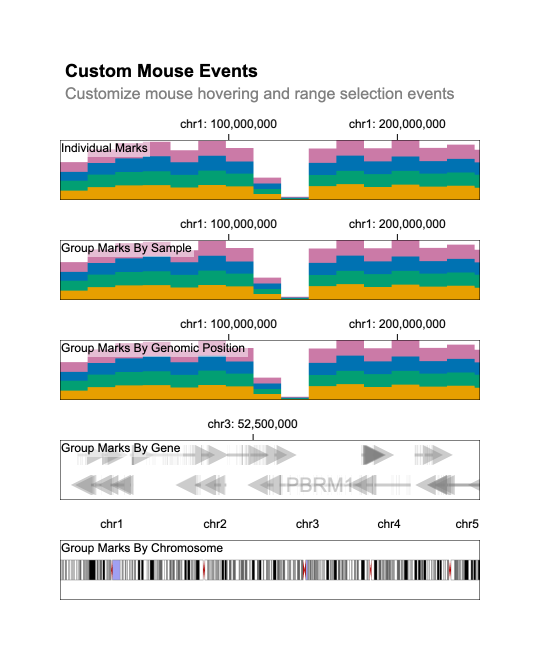 Custom Mouse Events
Customize mouse hovering and range selection events
chr1: 100,000,000 chr1: 200,000,000
Individual Marks
chr1: 100,000,000 chr1: 200,000,000
Group Marks By Sample
chr1: 100,000,000 chr1: 200,000,000
Group Marks By Genomic Position
chr3: 52,500,000
Group Marks By Gene
PBRM1
chr1 chr2 chr3 chr4 chr5
Group Marks By Chromosome